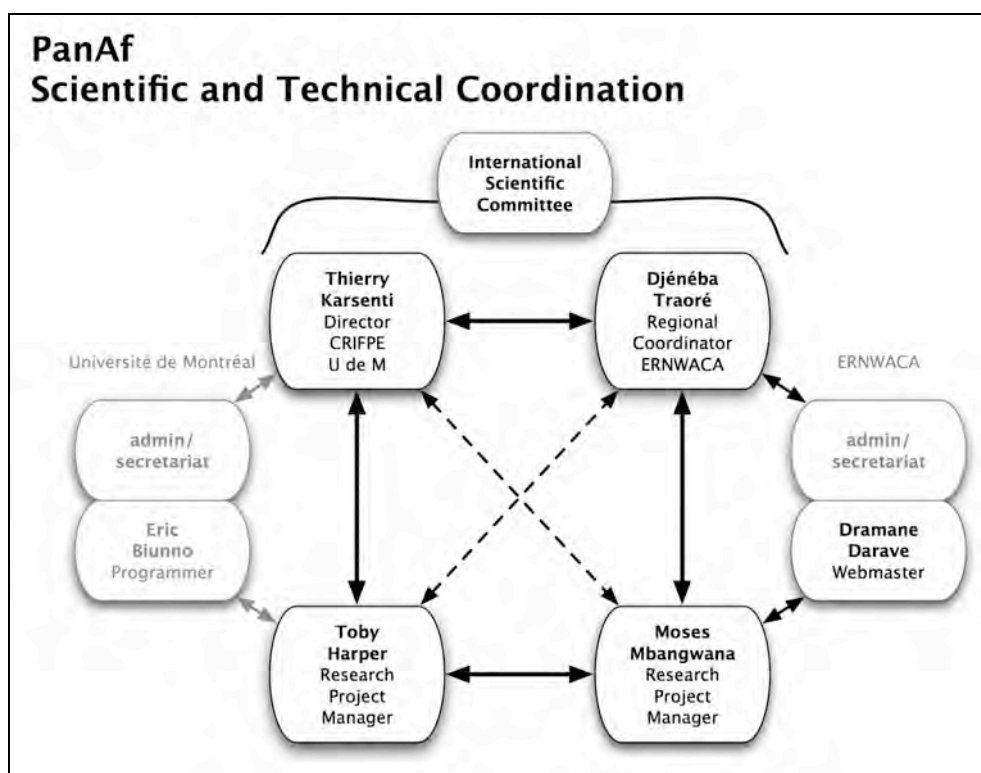 PanAf
Scientific and Technical Coordination
International
Scientific
Committee
Thierry
Karsenti
Director
CRIFPE
U de M
Djénéba
Traoré
Regional
Coordinator
ERNWACA
Université de Montréal
admin/
secretariat
Eric
Biunno
Programmer
ERNWACA
admin/
secretariat
Dramane
Darave
Webmaster
Toby
Harper
Research
Project
Manager
Moses
Mbangwana
Research
Project
Manager